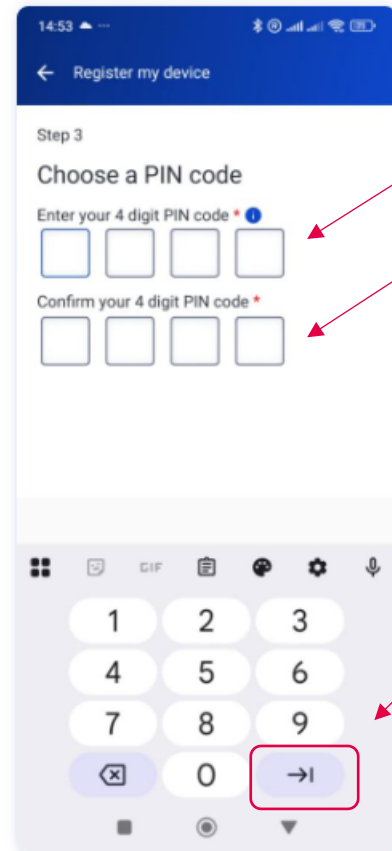 14:53
Register my device
Step 3
Choose a PIN code
Enter your 4 digit PIN code *
Confirm your 4 digit PIN code *
GIF
1 2 3
4 5 6
7 8 9
0